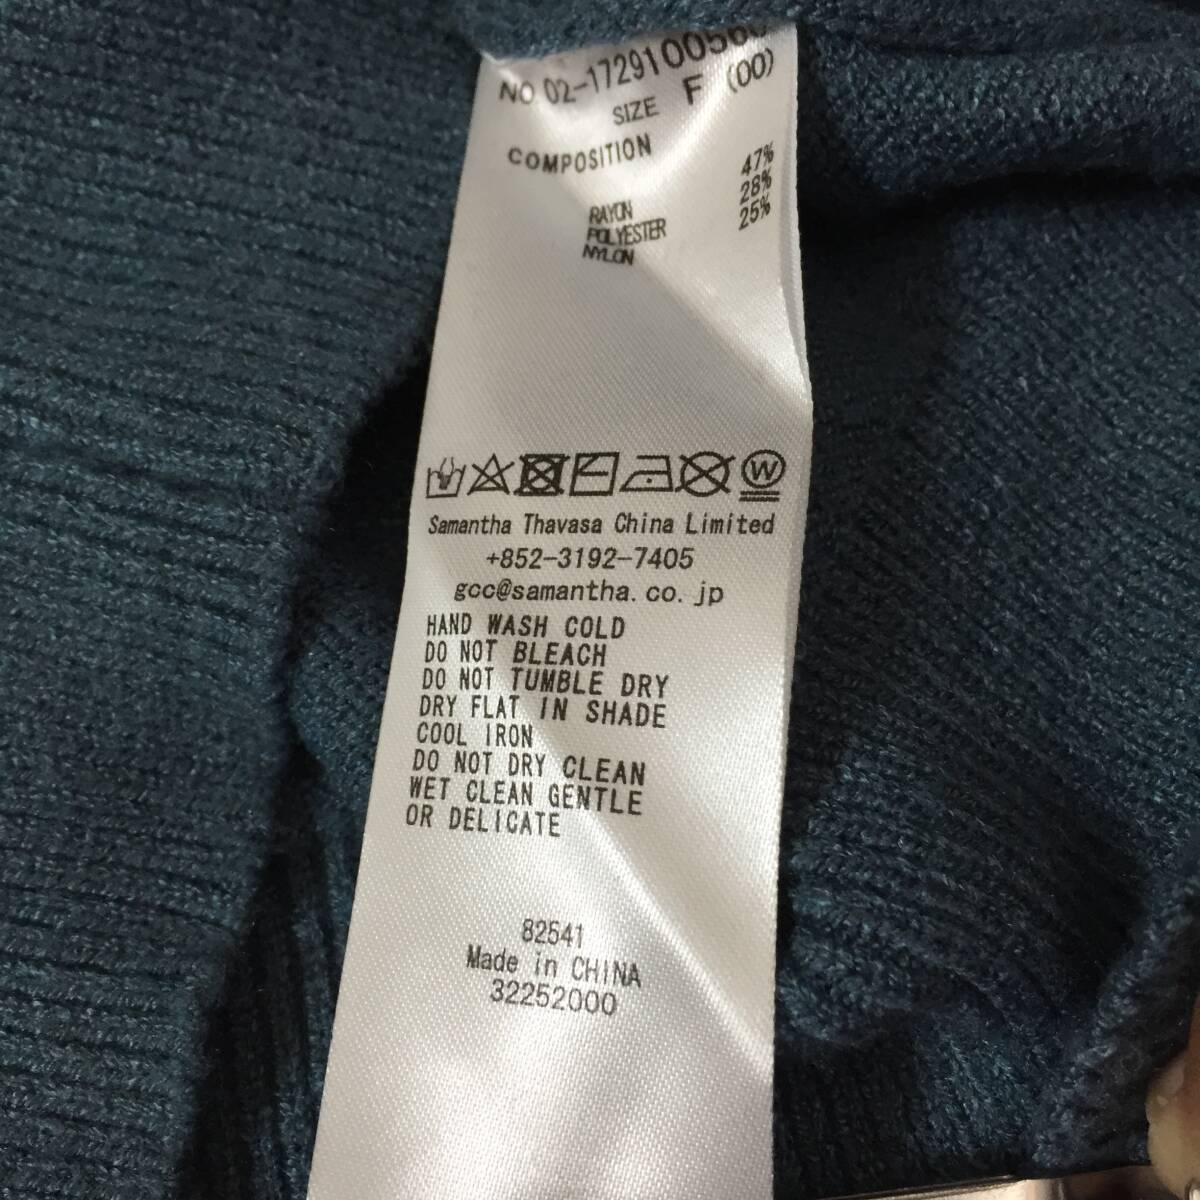 NO. 02-1729100560
SIZE F (00)
COMPOSITION
47%
28%
25%
RAYON
POLYESTER
NYLON
W
Samantha Thavasa China Limited
+852-3192-7405
gcc@samantha.co.jp
HAND WASH COLD
DO NOT BLEACH
DO NOT TUMBLE DRY
DRY FLAT IN SHADE
COOL IRON
DO NOT DRY CLEAN
WET CLEAN GENTLE
OR DELICATE
82541
Made in CHINA
32252000